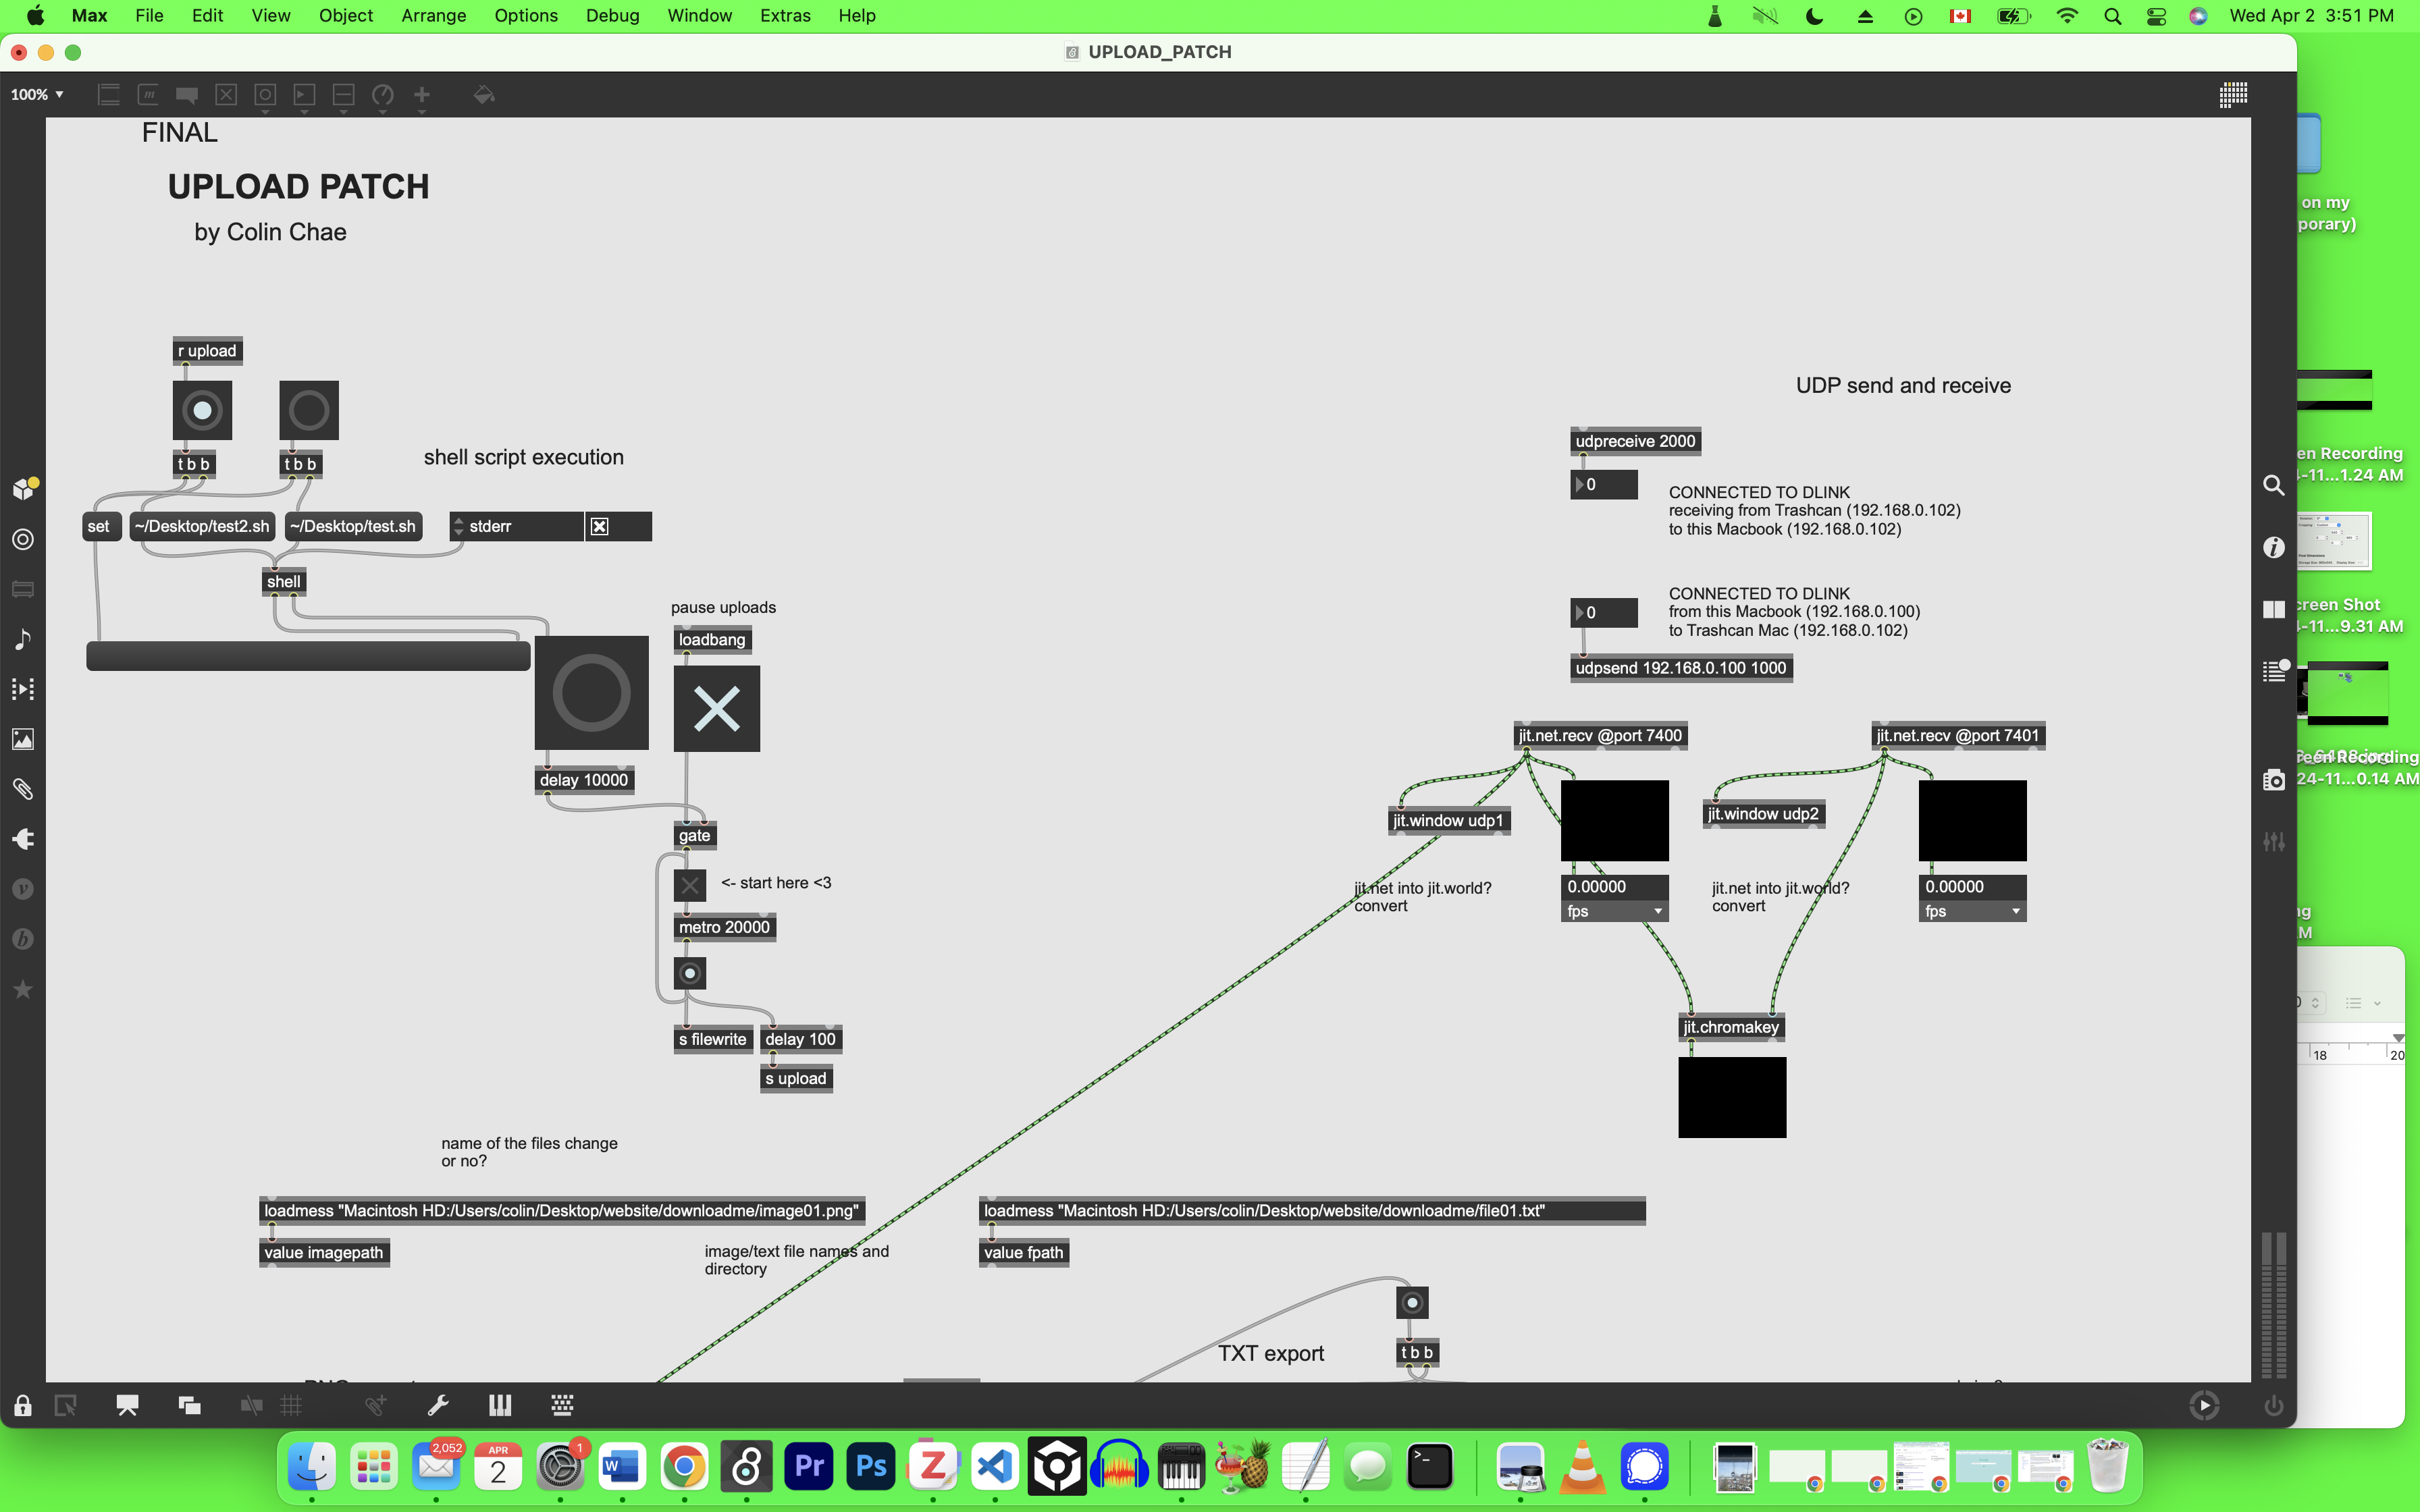 Max File Edit View Object Arrange Options Debug Window Extras Help
Wed Apr 2 3:51 PM
UPLOAD_PATCH
100%
FINAL
UPLOAD PATCH
by Colin Chae
r upload
t b b
t b b
shell script execution
set
~/Desktop/test2.sh
~/Desktop/test.sh
stderr
shell
pause uploads
loadbang
delay 10000
gate
<- start here <3
metro 20000
s filewrite
delay 100
s upload
UDP send and receive
udpreceive 2000
0
CONNECTED TO DLINK
receiving from Trashcan (192.168.0.102)
to this Macbook (192.168.0.102)
0
CONNECTED TO DLINK
from this Macbook (192.168.0.100)
to Trashcan Mac (192.168.0.102)
udpsend 192.168.0.100 1000
jit.net.recv @port 7400
jit.net.recv @port 7401
jit.window udp1
jit.window udp2
jit.net into jit.world?
convert
0.00000
fps
jit.net into jit.world?
convert
0.00000
fps
jit.chromakey
name of the files change
or no?
loadmess "Macintosh HD:/Users/colin/Desktop/website/downloadme/image01.png"
loadmess "Macintosh HD:/Users/colin/Desktop/website/downloadme/file01.txt"
value imagepath
image/text file names and
directory
value fpath
TXT export
t b b
on my
porary)
en Recording
4-11...1.24 AM
creen Shot
4-11...9.31 AM
een Recording
24-11...0.14 AM
ng
M
18
20
2,052
APR
2
1
W
Pr
Ps
Z